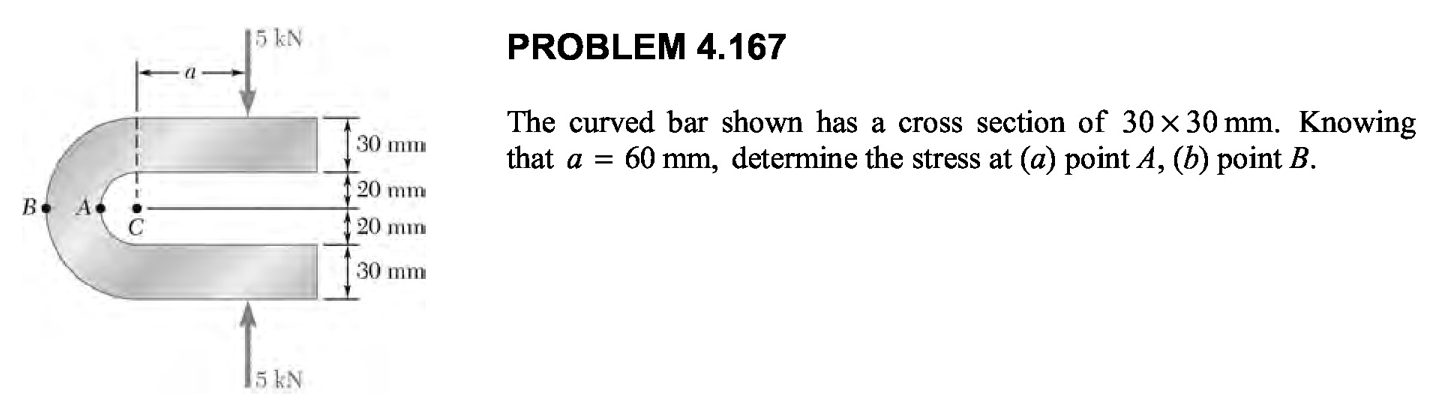 5 kN
PROBLEM 4.167
a
The curved bar shown has a cross section of 30 × 30 mm. Knowing
that a = 60 mm, determine the stress at (a) point A, (b) point B.
30 mm
20 mm
B A C
20 mm
30 mm
5 kN